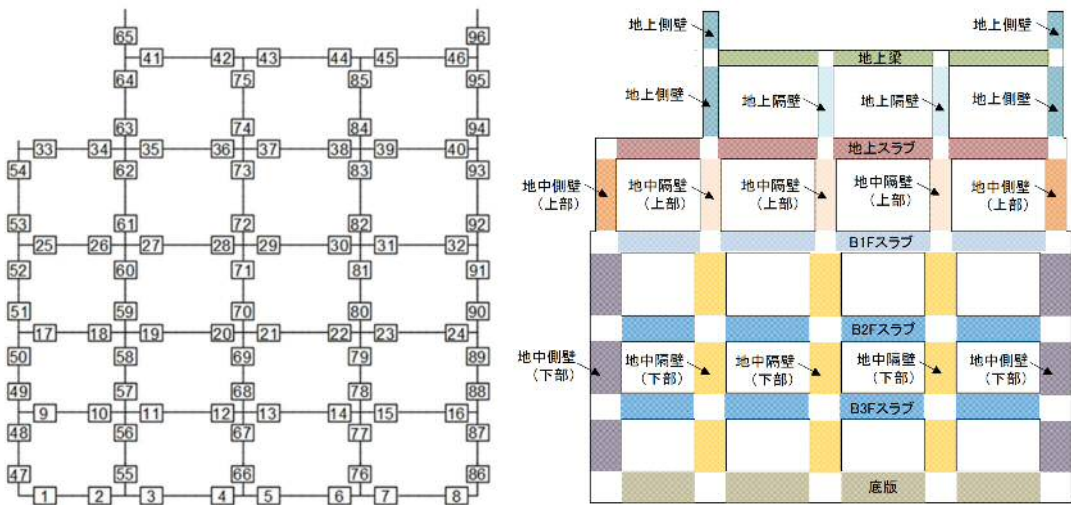 65 96
41 42 43 44 45 46
64 75 85 95
63 74 84 94
33 34 35 36 37 38 39 40
54 62 73 83 93
53 61 72 82 92
25 26 27 28 29 30 31 32
52 60 71 81 91
51 59 70 80 90
17 18 19 20 21 22 23 24
50 58 69 79 89
49 57 68 78 88
9 10 11 12 13 14 15 16
48 56 67 77 87
47 55 66 76 86
1 2 3 4 5 6 7 8
地上側壁 地上側壁
地上梁
地上側壁 地上隔壁 地上隔壁 地上側壁
地上スラブ
地中側壁
（上部）
地中隔壁
（上部）
地中隔壁
（上部）
地中隔壁
（上部）
地中側壁
（上部）
B1Fスラブ
B2Fスラブ
地中側壁
（下部）
地中隔壁
（下部）
地中隔壁
（下部）
地中隔壁
（下部）
地中側壁
（下部）
B3Fスラブ
底版